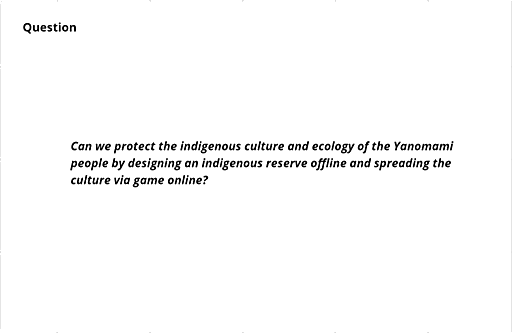 Question
Can we protect the indigenous culture and ecology of the Yanomami
people by designing an indigenous reserve offline and spreading the
culture via game online?